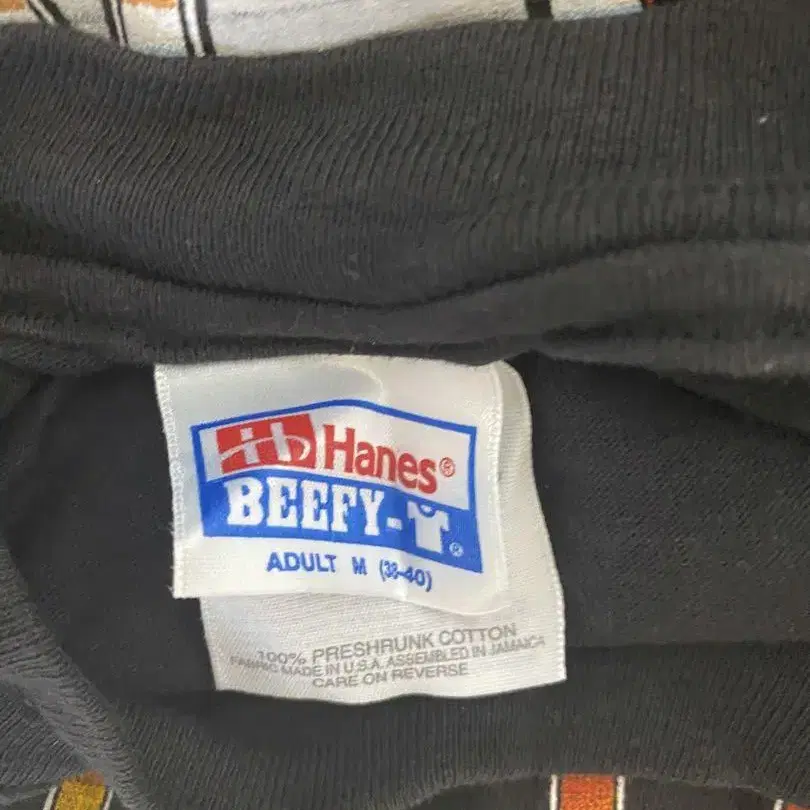 Hanes®
BEEFY-T®
ADULT M (38-40)
100% PRESHRUNK COTTON
FABRIC MADE IN U.S.A. ASSEMBLED IN JAMAICA
CARE ON REVERSE